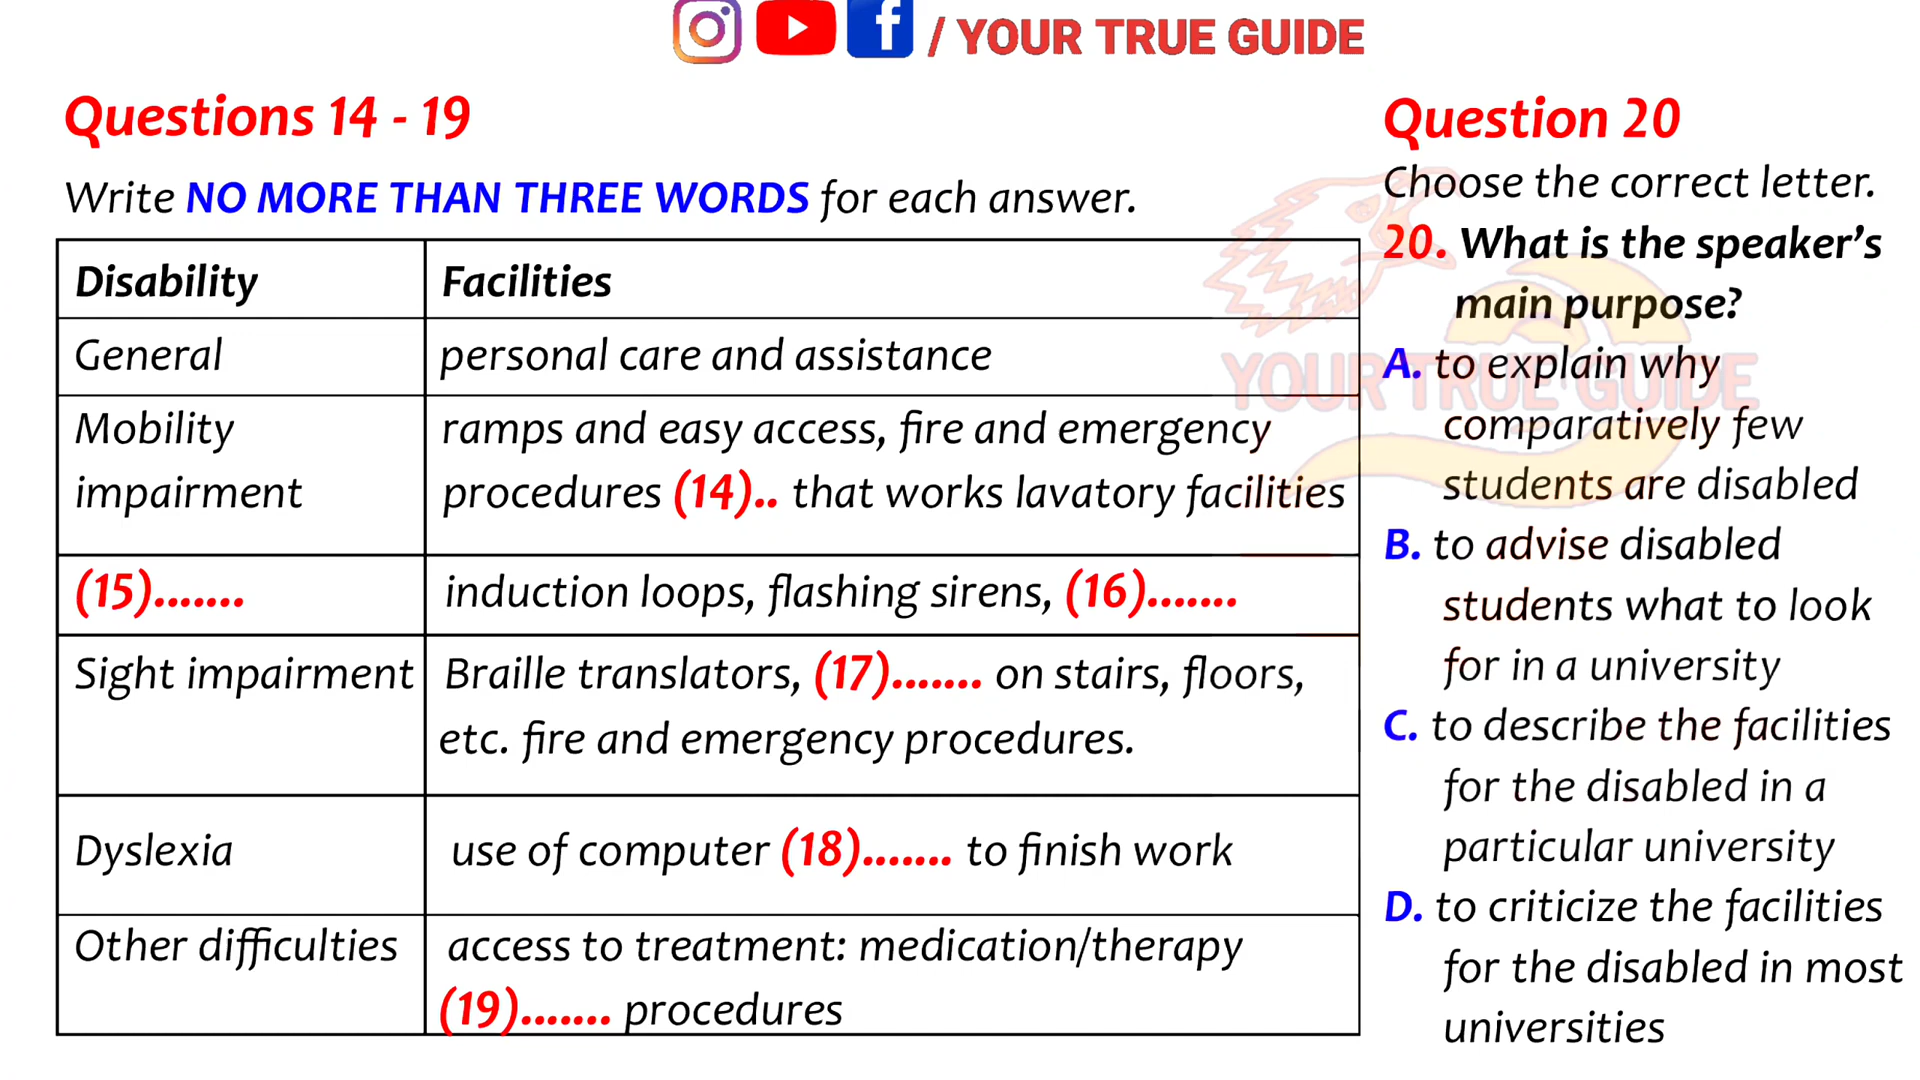 / YOUR TRUE GUIDE
Questions 14 - 19
Write NO MORE THAN THREE WORDS for each answer.
Disability Facilities
General personal care and assistance
Mobility impairment
ramps and easy access, fire and emergency
procedures (14).. that works lavatory facilities
(15)....... induction loops, flashing sirens, (16).......
Sight impairment Braille translators, (17)....... on stairs, floors,
etc. fire and emergency procedures.
Dyslexia use of computer (18)....... to finish work
Other difficulties access to treatment: medication/therapy
(19)....... procedures
Question 20
Choose the correct letter.
20. What is the speaker's
main purpose?
A. to explain why
comparatively few
students are disabled
B. to advise disabled
students what to look
for in a university
C. to describe the facilities
for the disabled in a
particular university
D. to criticize the facilities
for the disabled in most
universities
YOUR TRUE GUIDE